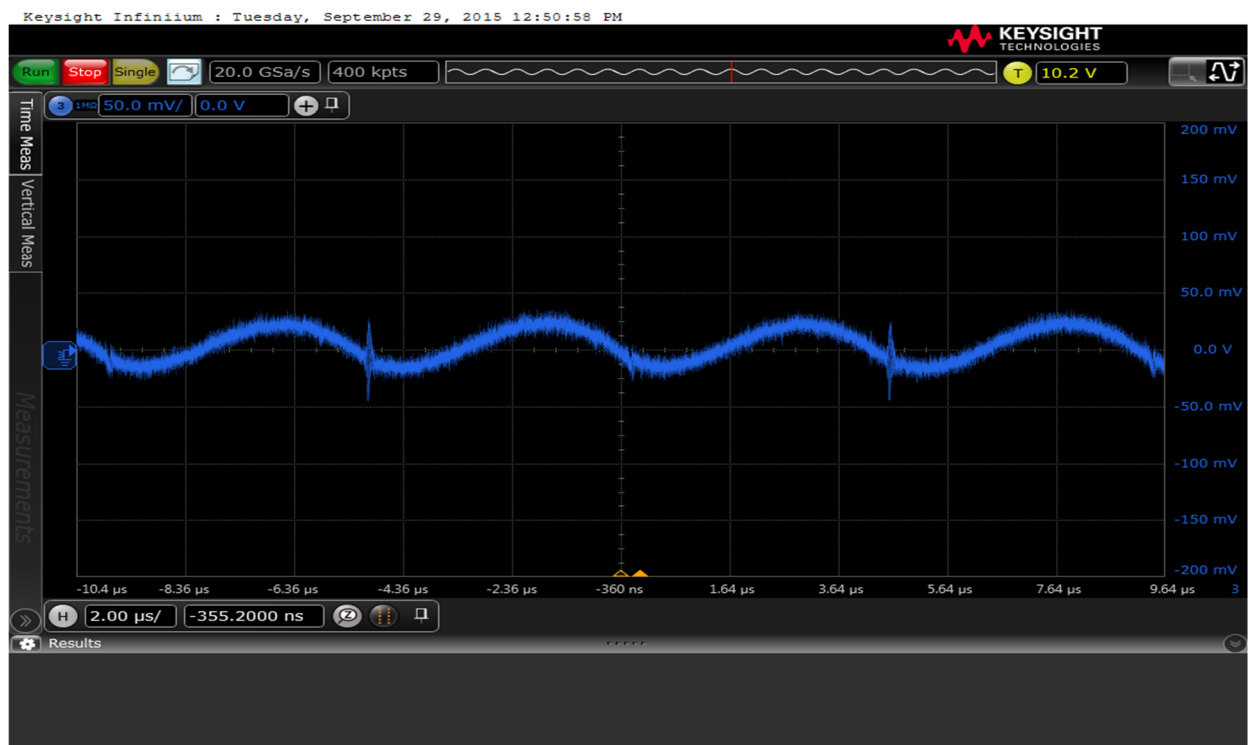 Keysight Infiniium : Tuesday, September 29, 2015 12:50:58 PM
KEYSIGHT
TECHNOLOGIES
Run Stop Single 20.0 GSa/s 400 kpts T 10.2 V
3 1MΩ 50.0 mV/ 0.0 V
Time Meas
Vertical Meas
Measurements
200 mV
150 mV
100 mV
50.0 mV
0.0 V
-50.0 mV
-100 mV
-150 mV
-200 mV
-10.4 µs -8.36 µs -6.36 µs -4.36 µs -2.36 µs -360 ns 1.64 µs 3.64 µs 5.64 µs 7.64 µs 9.64 µs 3
H 2.00 µs/ -355.2000 ns Z
Results